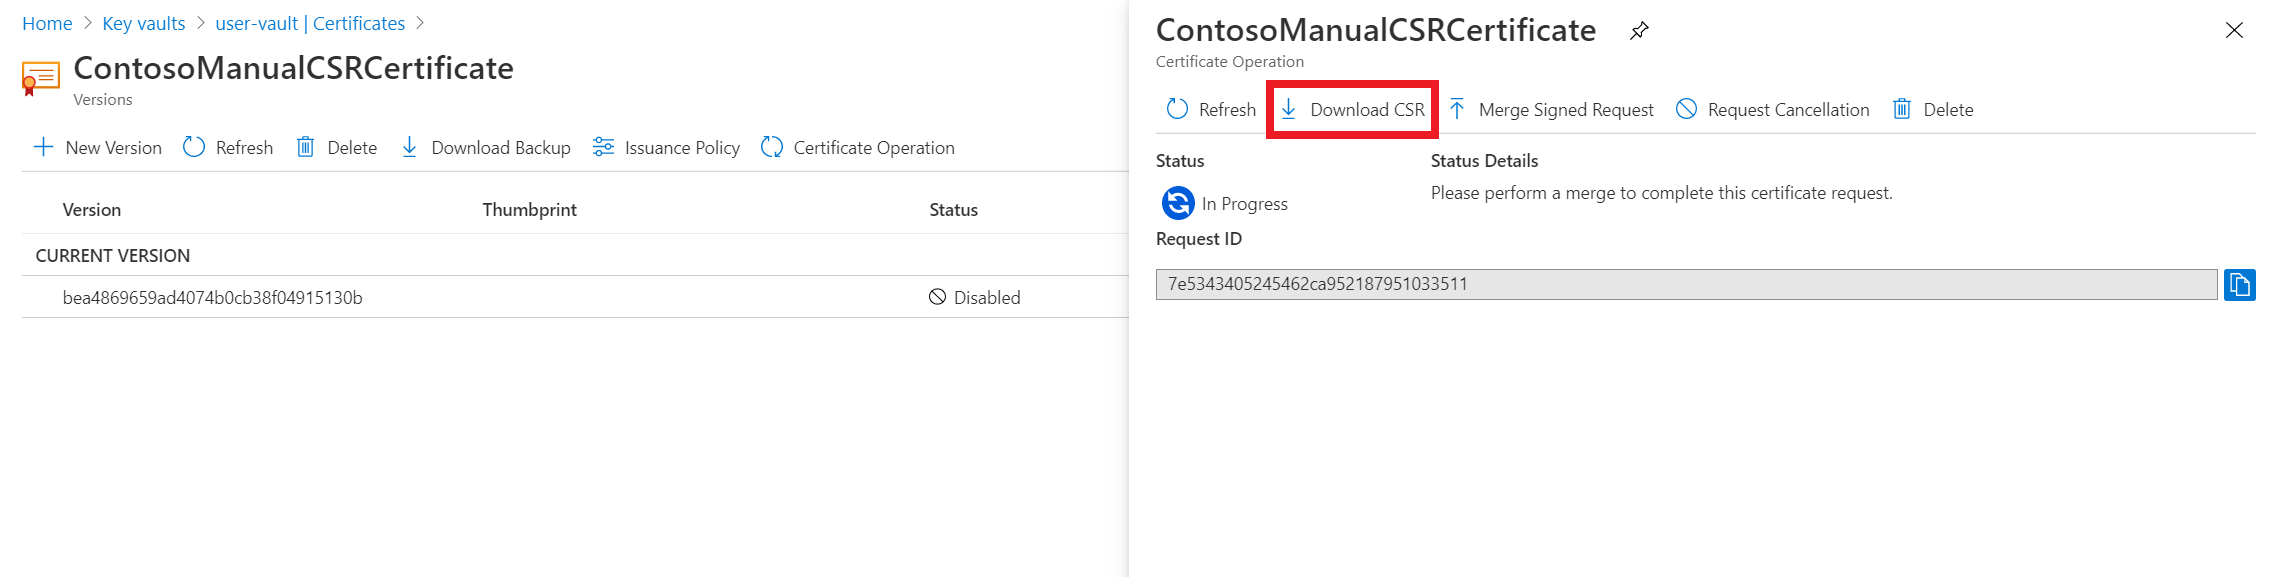 Home > Key vaults > user-vault | Certificates >
ContosoManualCSRCertificate
Versions
New Version Refresh Delete Download Backup Issuance Policy Certificate Operation
Version Thumbprint Status
CURRENT VERSION
bea4869659ad4074b0cb38f04915130b Disabled
ContosoManualCSRCertificate
Certificate Operation
Refresh Download CSR Merge Signed Request Request Cancellation Delete
Status Status Details
Please perform a merge to complete this certificate request.
In Progress
Request ID
7e5343405245462ca952187951033511